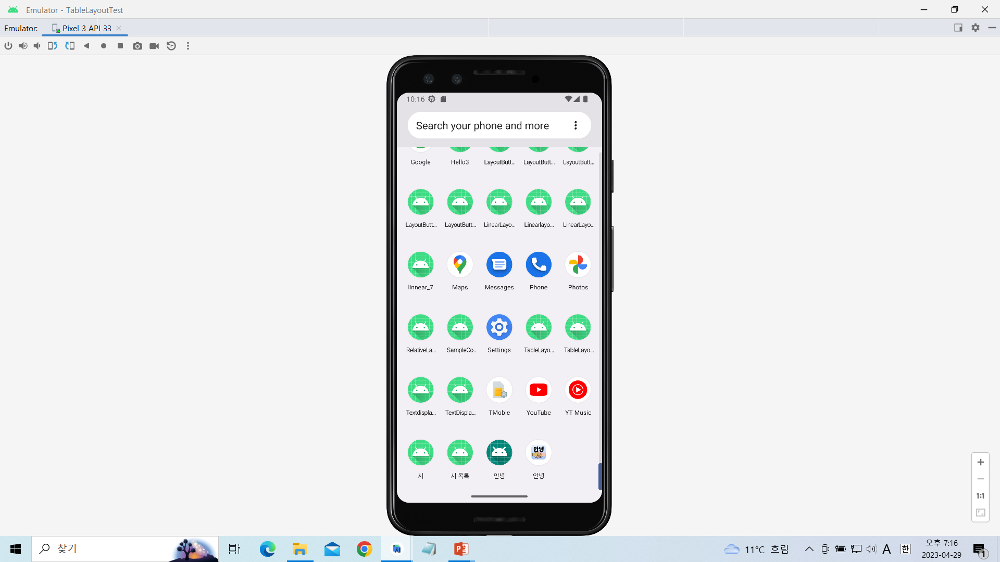 Emulator - TableLayoutTest
Emulator: Pixel 3 API 33
10:16
Search your phone and more
Google Hello3 LayoutButt... LayoutButt... LayoutButt...
LayoutButt... LayoutButt... LinearLayo... Linearlayo... LinearLayo...
linnear_7 Maps Messages Phone Photos
RelativeLa... SampleCo.. Settings TableLayo... TableLayo...
안녕
Textdispla... TextDispla... TMoble YouTube YT Music
시 시 목록 안녕 안녕
1:1
찾기
11°C 흐림
A 한
오후 7:16
2023-04-29
1